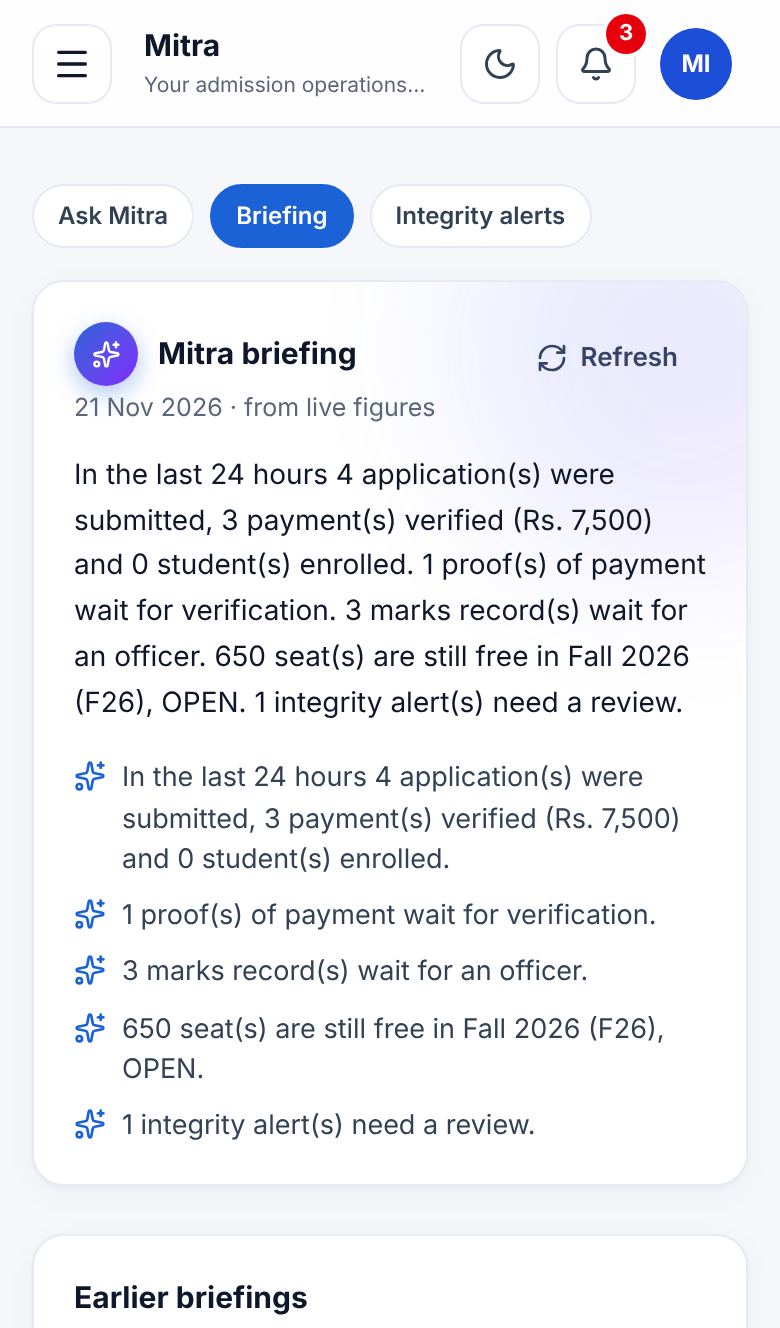 Mitra
Your admission operations...
3
MI
Ask Mitra
Briefing
Integrity alerts
Mitra briefing
Refresh
21 Nov 2026 · from live figures
In the last 24 hours 4 application(s) were
submitted, 3 payment(s) verified (Rs. 7,500)
and 0 student(s) enrolled. 1 proof(s) of payment
wait for verification. 3 marks record(s) wait for
an officer. 650 seat(s) are still free in Fall 2026
(F26), OPEN. 1 integrity alert(s) need a review.
In the last 24 hours 4 application(s) were
submitted, 3 payment(s) verified (Rs. 7,500)
and 0 student(s) enrolled.
1 proof(s) of payment wait for verification.
3 marks record(s) wait for an officer.
650 seat(s) are still free in Fall 2026 (F26),
OPEN.
1 integrity alert(s) need a review.
Earlier briefings